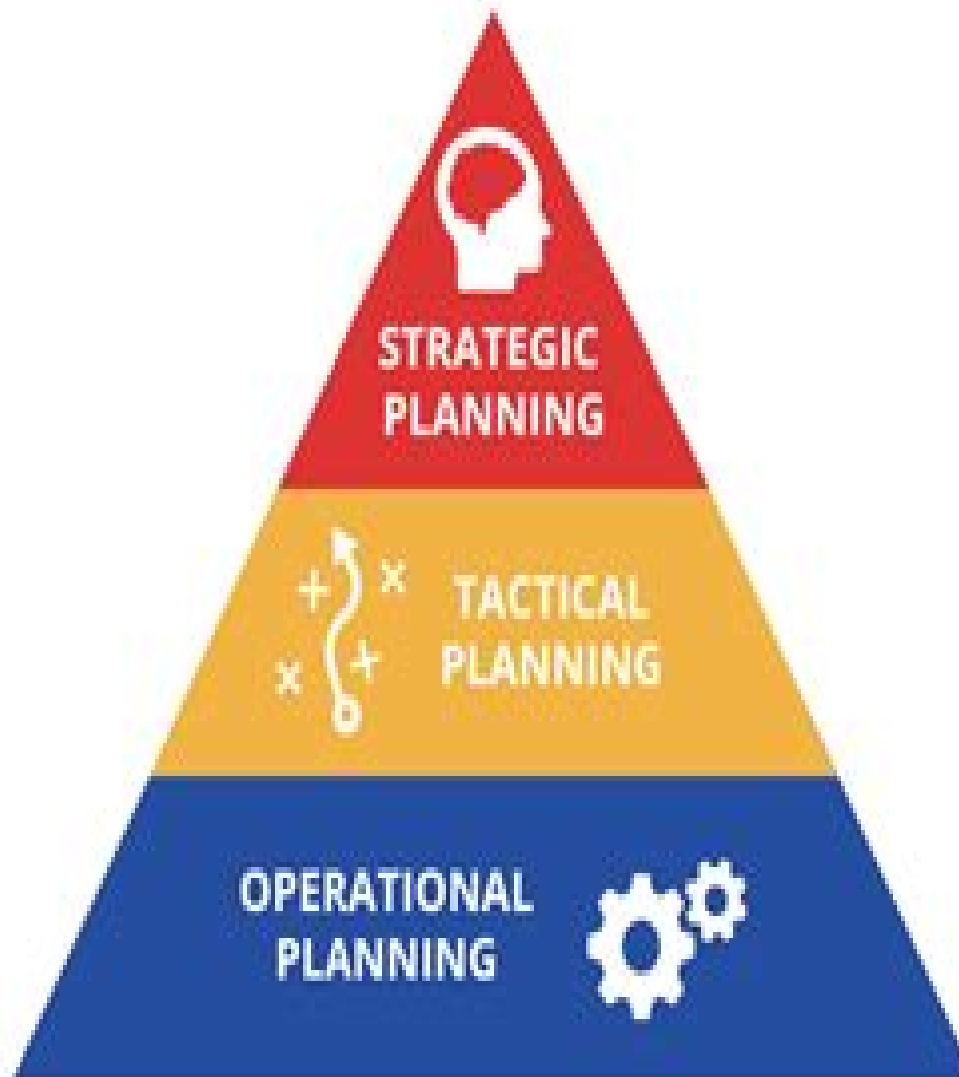 STRATEGIC
PLANNING
TACTICAL
PLANNING
OPERATIONAL
PLANNING